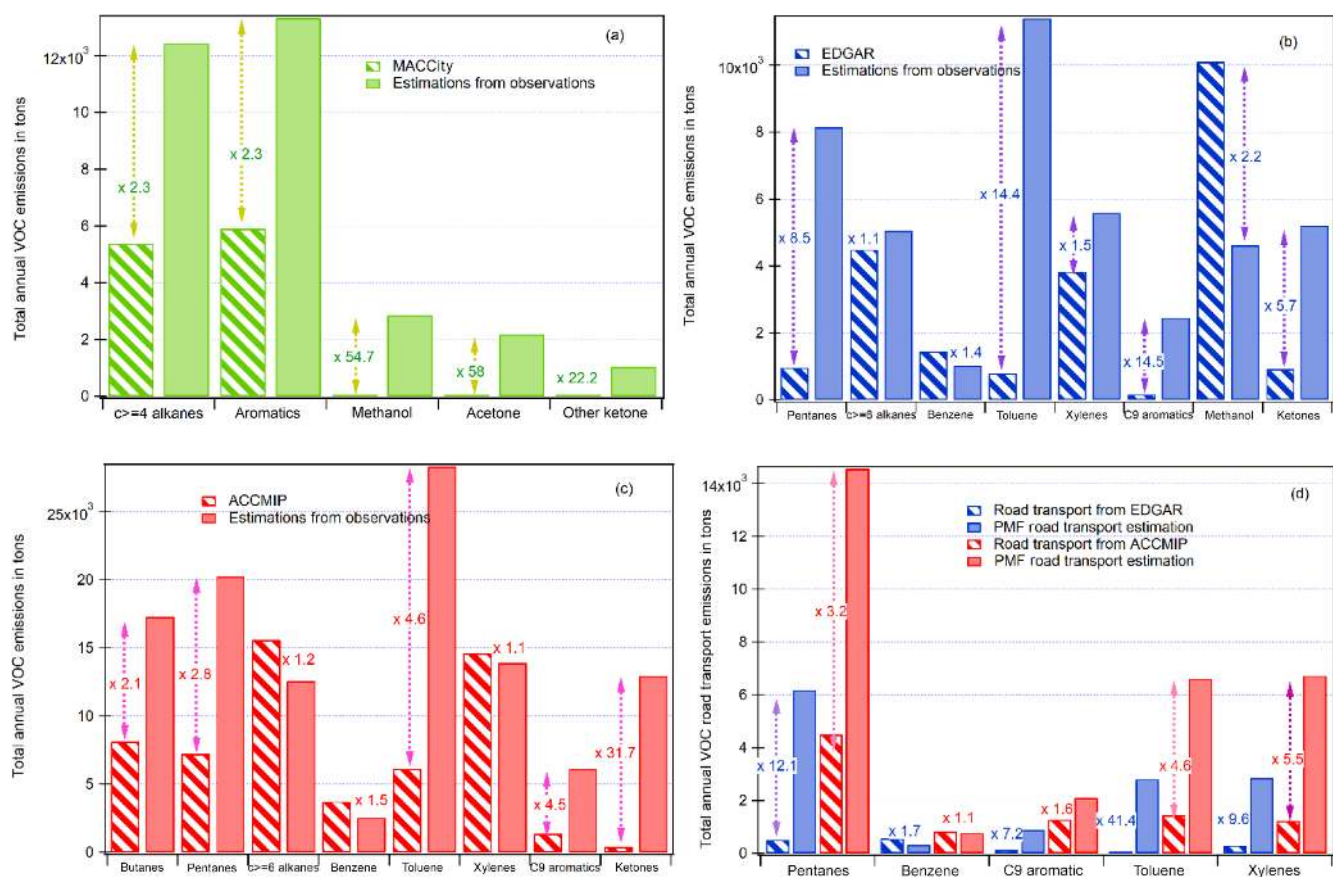 (a)
12x10³
10
8
6
4
2
0
Total annual VOC emissions in tons
MACCity
Estimations from observations
x 2.3
x 2.3
x 54.7
x 58
x22.2
c>=4 alkanes
Aromatics
Methanol
Acetone
Other ketone
(b)
10x10³
8
6
4
2
0
Total annual VOC emissions in tons
EDGAR
Estimations from observations
x 8.5
x 1.1
x 1.4
x 14.4
x 1.5
x 14.5
x 2.2
x 5.7
Pentanes
c>=6 alkanes
Benzene
Toluene
Xylenes
C9 aromatics
Methanol
Ketones
(c)
25x10³
20
15
10
5
0
Total annual VOC emissions in tons
ACCMIP
Estimations from observations
x 2.1
x 2.8
x 1.2
x 1.5
x 4.6
x 1.1
x 4.5
x 31.7
Butanes
Pentanes
c>=6 alkanes
Benzene
Toluene
Xylenes
C9 aromatics
Ketones
(d)
14x10³
12
10
8
6
4
2
0
Total annual VOC road transport emissions in tons
Road transport from EDGAR
PMF road transport estimation
Road transport from ACCMIP
PMF road transport estimation
x 12.1
x 3.2
x 1.7
x 1.1
x 7.2
x 1.6
x 41.4
x 4.6
x 9.6
x 5.5
Pentanes
Benzene
C9 aromatic
Toluene
Xylenes